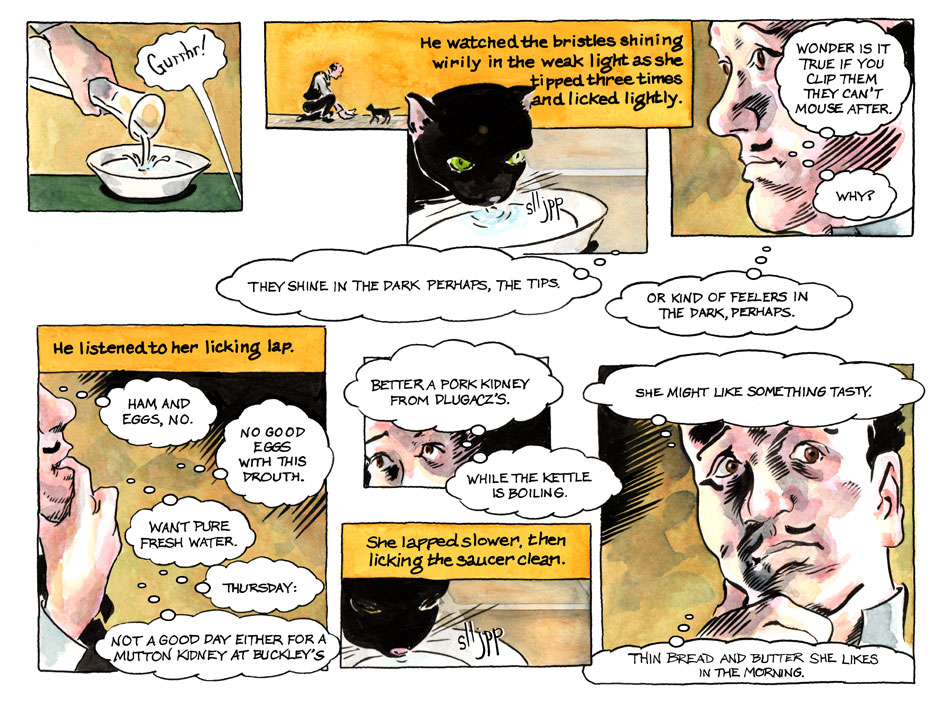 Gurrhr!
He watched the bristles shining
wirily in the weak light as she
tipped three times
and licked lightly.
slljpp
WONDER IS IT
TRUE IF YOU
CLIP THEM
THEY CAN'T
MOUSE AFTER.
WHY?
THEY SHINE IN THE DARK PERHAPS, THE TIPS.
OR KIND OF FEELERS IN
THE DARK, PERHAPS.
He listened to her licking lap.
HAM AND
EGGS, NO.
NO GOOD
EGGS
WITH THIS
DROUTH.
WANT PURE
FRESH WATER.
THURSDAY:
NOT A GOOD DAY EITHER FOR A
MUTTON KIDNEY AT BUCKLEY'S
BETTER A PORK KIDNEY
FROM DLUGACZ'S.
WHILE THE KETTLE
IS BOILING.
She lapped slower, then
licking the saucer clean.
slljpp
SHE MIGHT LIKE SOMETHING TASTY.
THIN BREAD AND BUTTER SHE LIKES
IN THE MORNING.